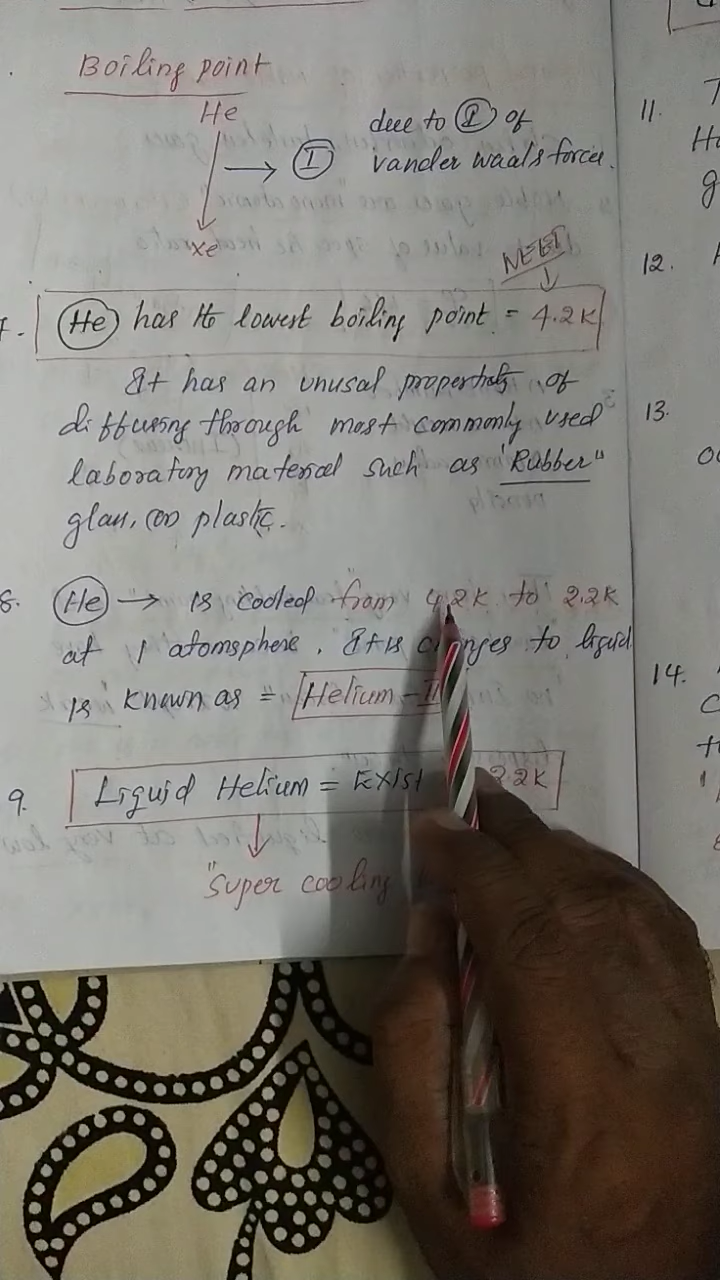 Boiling point
He
due to Ⓘ of
→ Ⓘ vander waal's forces.
Xe
NEET
7. He has the lowest boiling point = 4.2K
It has an unusal property of
diffusing through most commonly used
laboratory material such as "Rubber"
glass, (or) plastic.
8. He → is cooled from 4.2K to 2.2K
at 1 atomsphere. It is changes to liquid
is known as = Helium - II
9. Liquid Helium = Exist 2.2K
"Super cooling
11.
12.
13.
14.